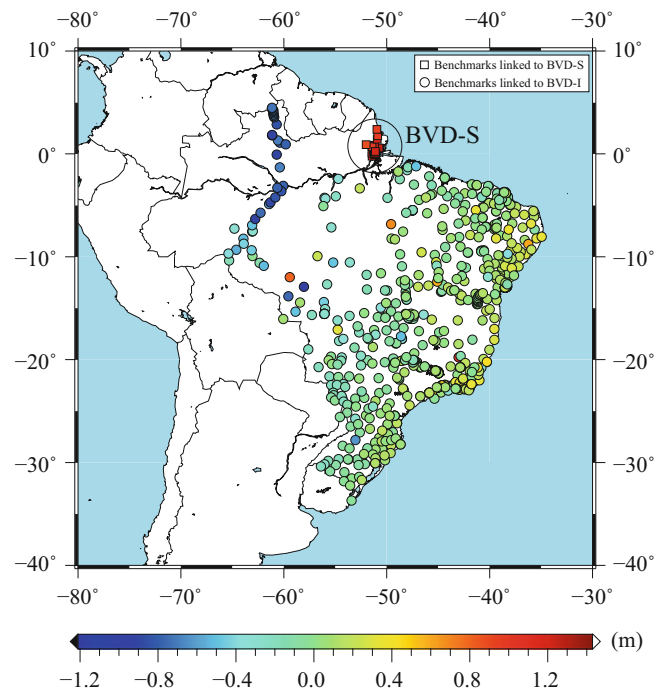 −80° −70° −60° −50° −40° −30°
10° 10°
Benchmarks linked to BVD-S
Benchmarks linked to BVD-I
BVD-S
0° 0°
−10° −10°
−20° −20°
−30° −30°
−40° −40°
−80° −70° −60° −50° −40° −30°
(m)
−1.2 −0.8 −0.4 0.0 0.4 0.8 1.2